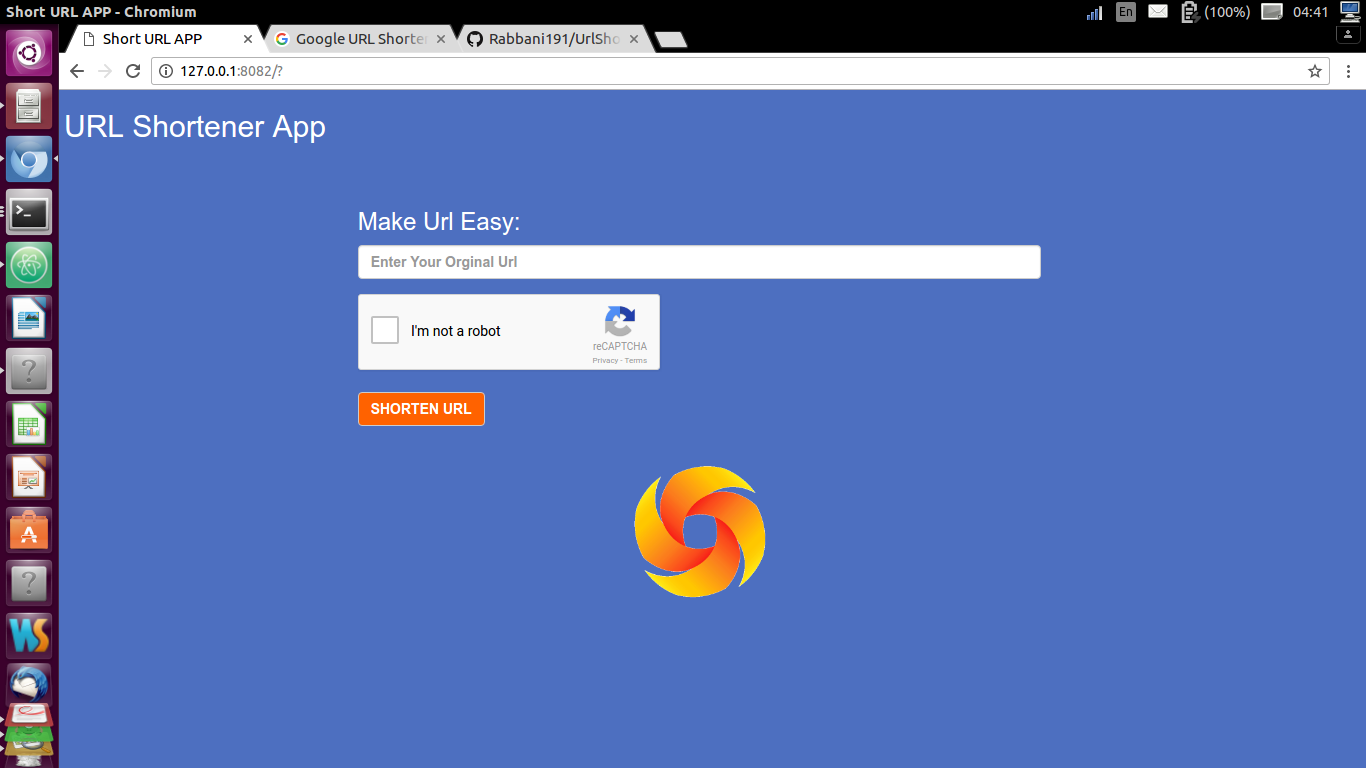 Short URL APP - Chromium
En
(100%)
04:41
Short URL APP
Google URL Shorte
Rabbani191/UrlSho
127.0.0.1:8082/?
URL Shortener App
Make Url Easy:
Enter Your Orginal Url
I'm not a robot
reCAPTCHA
Privacy - Terms
SHORTEN URL
WS